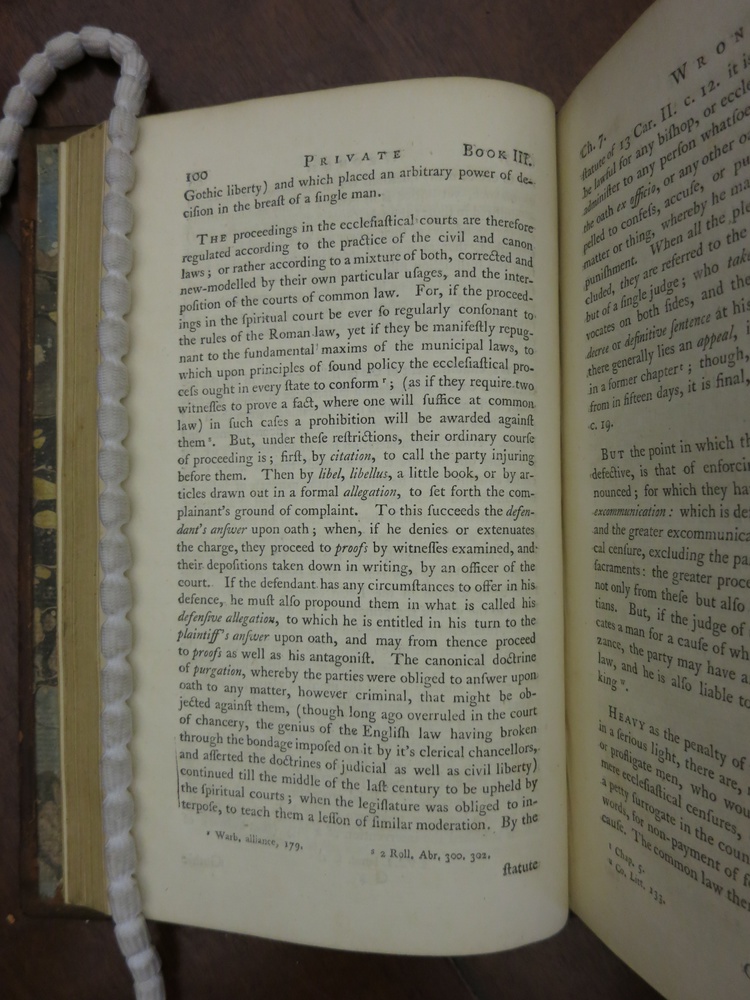 100 PRIVATE BOOK III.
Gothic liberty) and which placed an arbitrary power of de-
ciſion in the breaſt of a ſingle man.
THE proceedings in the eccleſiaſtical courts are therefore
regulated according to the practice of the civil and canon
laws; or rather according to a mixture of both, corrected and
new-modelled by their own particular uſages, and the inter-
poſition of the courts of common law. For, if the proceed-
ings in the ſpiritual court be ever ſo regularly conſonant to
the rules of the Roman law, yet if they be manifeſtly repug-
nant to the fundamental maxims of the municipal laws, to
which upon principles of ſound policy the eccleſiaſtical pro-
ceſs ought in every ſtate to conform ʳ; (as if they require two
witneſſes to prove a fact, where one will ſuffice at common
law) in ſuch caſes a prohibition will be awarded againſt
them ˢ. But, under theſe reſtrictions, their ordinary courſe
of proceeding is; firſt, by citation, to call the party injuring
before them. Then by libel, libellus, a little book, or by ar-
ticles drawn out in a formal allegation, to ſet forth the com-
plainant's ground of complaint. To this ſucceeds the defen-
dant's anſwer upon oath; when, if he denies or extenuates
the charge, they proceed to proofs by witneſſes examined, and
their depoſitions taken down in writing, by an officer of the
court. If the defendant has any circumſtances to offer in his
defence, he muſt alſo propound them in what is called his
defenſive allegation, to which he is entitled in his turn to the
plaintiff's anſwer upon oath, and may from thence proceed
to proofs as well as his antagoniſt. The canonical doctrine
of purgation, whereby the parties were obliged to anſwer upon
oath to any matter, however criminal, that might be ob-
jected againſt them, (though long ago overruled in the court
of chancery, the genius of the Engliſh law having broken
through the bondage impoſed on it by it's clerical chancellors,
and aſſerted the doctrines of judicial as well as civil liberty)
continued till the middle of the laſt century to be upheld by
the ſpiritual courts; when the legiſlature was obliged to in-
terpoſe, to teach them a leſſon of ſimilar moderation. By the
ʳ Warb. alliance, 179. ˢ 2 Roll. Abr. 300, 302.
ſtatute
Ch. 7. WRON
ſtatute of 13 Car. II. c. 12. it is
be lawful for any biſhop, or eccle
adminiſter to any perſon whatſoe
the oath ex officio, or any other oa
pelled to confeſs, accuſe, or pu
matter or thing, whereby he ma
puniſhment. When all the ple
cluded, they are referred to the
but of a ſingle judge; who take
vocates on both ſides, and the
decree or definitive ſentence at his
there generally lies an appeal, i
in a former chapter ᵗ; though,
from in fifteen days, it is final,
c. 19.
BUT the point in which th
defective, is that of enforcin
nounced; for which they ha
excommunication: which is de
and the greater excommunica
cal cenſure, excluding the pa
ſacraments: the greater proce
not only from theſe but alſo
tians. But, if the judge of
cates a man for a cauſe of wh
zance, the party may have a
law, and he is alſo liable to
king ᵘ.
HEAVY as the penalty of
in a ſerious light, there are,
or profligate men, who wou
mere eccleſiaſtical cenſures,
a petty ſurrogate in the coun
words, for non-payment of f
cauſe. The common law ther
ᵗ Chap. 5.
ᵘ Co. Litt. 133.